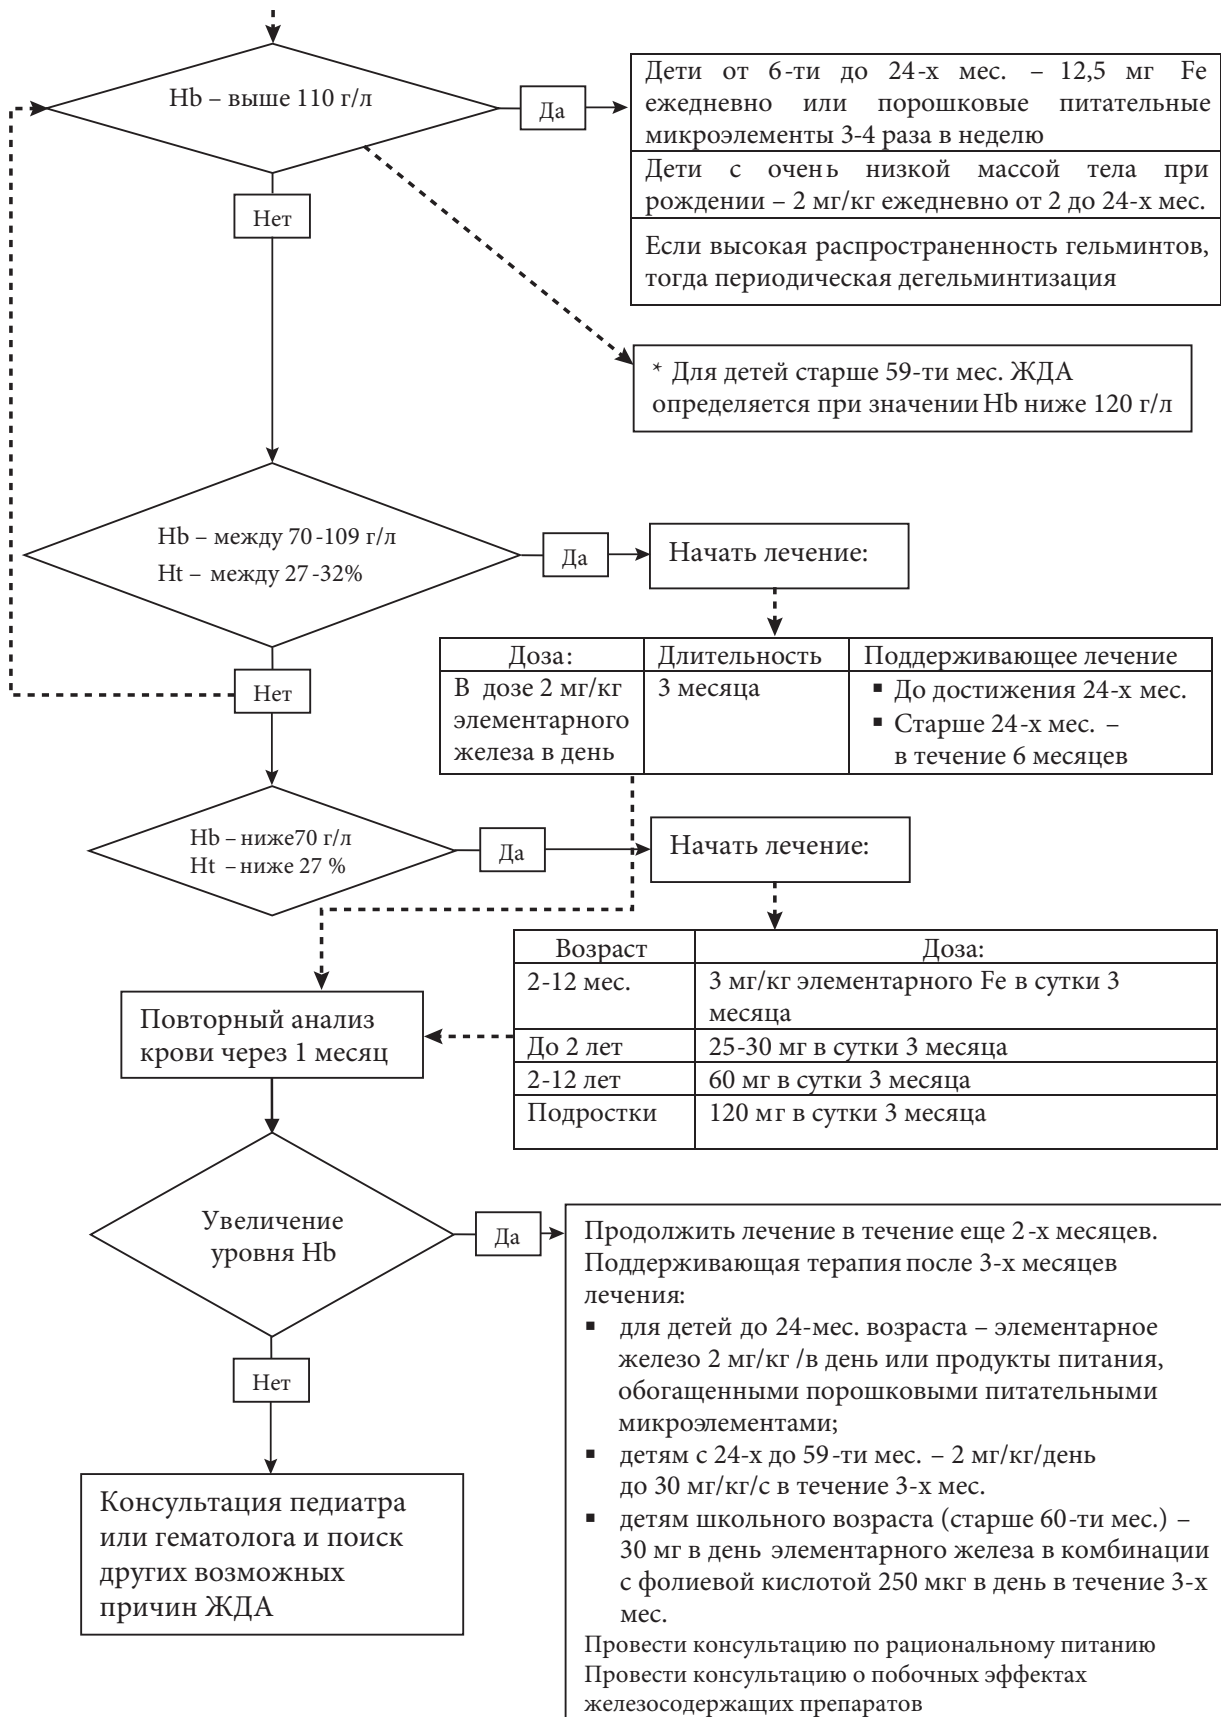 Hb – выше 110 г/л
Да
Дети от 6-ти до 24-х мес. – 12,5 мг Fe
ежедневно или порошковые питательные
микроэлементы 3-4 раза в неделю
Дети с очень низкой массой тела при
рождении – 2 мг/кг ежедневно от 2 до 24-х мес.
Если высокая распространенность гельминтов,
тогда периодическая дегельминтизация
Нет
* Для детей старше 59-ти мес. ЖДА
определяется при значении Hb ниже 120 г/л
Hb – между 70-109 г/л
Ht – между 27-32%
Да
Начать лечение:
Нет
Доза: Длительность Поддерживающее лечение
В дозе 2 мг/кг 3 месяца ▪ До достижения 24-х мес.
элементарного ▪ Старше 24-х мес. –
железа в день в течение 6 месяцев
Hb – ниже70 г/л
Ht – ниже 27 %
Да
Начать лечение:
Возраст Доза:
2-12 мес. 3 мг/кг элементарного Fe в сутки 3
месяца
До 2 лет 25-30 мг в сутки 3 месяца
2-12 лет 60 мг в сутки 3 месяца
Подростки 120 мг в сутки 3 месяца
Повторный анализ
крови через 1 месяц
Увеличение
уровня Hb
Да
Продолжить лечение в течение еще 2-х месяцев.
Поддерживающая терапия после 3-х месяцев
лечения:
▪ для детей до 24-мес. возраста – элементарное
железо 2 мг/кг /в день или продукты питания,
обогащенными порошковыми питательными
микроэлементами;
▪ детям с 24-х до 59-ти мес. – 2 мг/кг/день
до 30 мг/кг/с в течение 3-х мес.
▪ детям школьного возраста (старше 60-ти мес.) –
30 мг в день элементарного железа в комбинации
с фолиевой кислотой 250 мкг в день в течение 3-х
мес.
Провести консультацию по рациональному питанию
Провести консультацию о побочных эффектах
железосодержащих препаратов
Нет
Консультация педиатра
или гематолога и поиск
других возможных
причин ЖДА